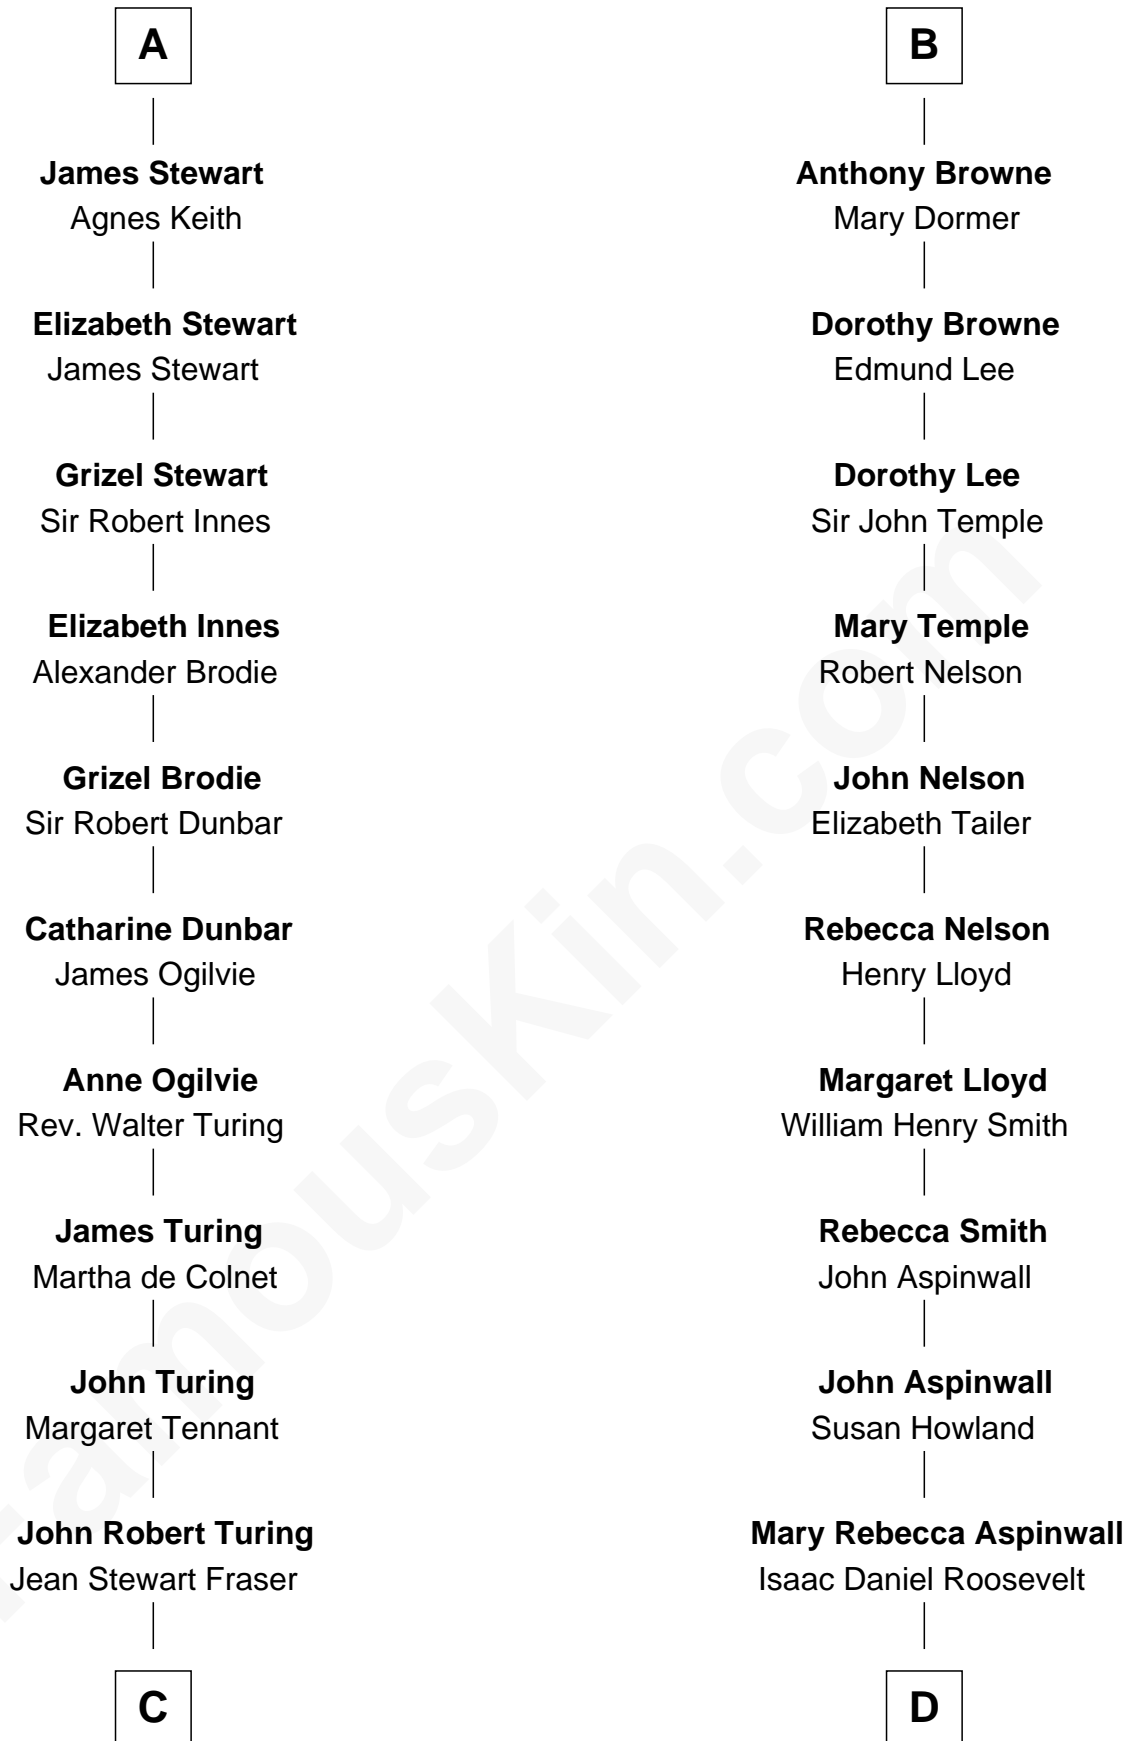 A
James Stewart
Agnes Keith
Elizabeth Stewart
James Stewart
Grizel Stewart
Sir Robert Innes
Elizabeth Innes
Alexander Brodie
Grizel Brodie
Sir Robert Dunbar
Catharine Dunbar
James Ogilvie
Anne Ogilvie
Rev. Walter Turing
James Turing
Martha de Colnet
John Turing
Margaret Tennant
John Robert Turing
Jean Stewart Fraser
C
B
Anthony Browne
Mary Dormer
Dorothy Browne
Edmund Lee
Dorothy Lee
Sir John Temple
Mary Temple
Robert Nelson
John Nelson
Elizabeth Tailer
Rebecca Nelson
Henry Lloyd
Margaret Lloyd
William Henry Smith
Rebecca Smith
John Aspinwall
John Aspinwall
Susan Howland
Mary Rebecca Aspinwall
Isaac Daniel Roosevelt
D
FamousKin.com